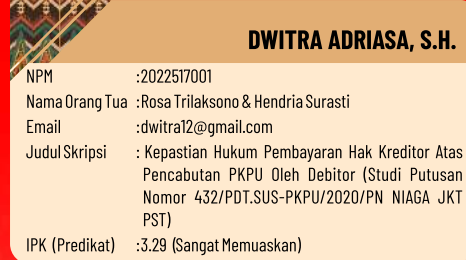 DWITRA ADRIASA, S.H.
NPM :2022517001
Nama Orang Tua :Rosa Trilaksono & Hendria Surasti
Email :dwitra12@gmail.com
Judul Skripsi : Kepastian Hukum Pembayaran Hak Kreditor Atas
Pencabutan PKPU Oleh Debitor (Studi Putusan
Nomor 432/PDT.SUS-PKPU/2020/PN NIAGA JKT
PST)
IPK (Predikat) :3.29 (Sangat Memuaskan)